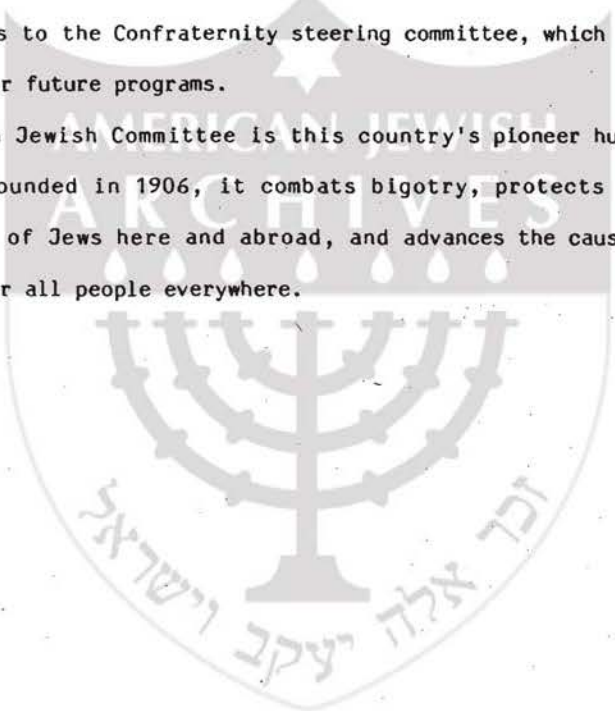 s to the Confraternity steering committee, which
r future programs.
Jewish Committee is this country's pioneer hu
ounded in 1906, it combats bigotry, protects
of Jews here and abroad, and advances the caus
r all people everywhere.
AMERICAN JEWISH
ARCHIVES
זכר אלה יעקב וישראל